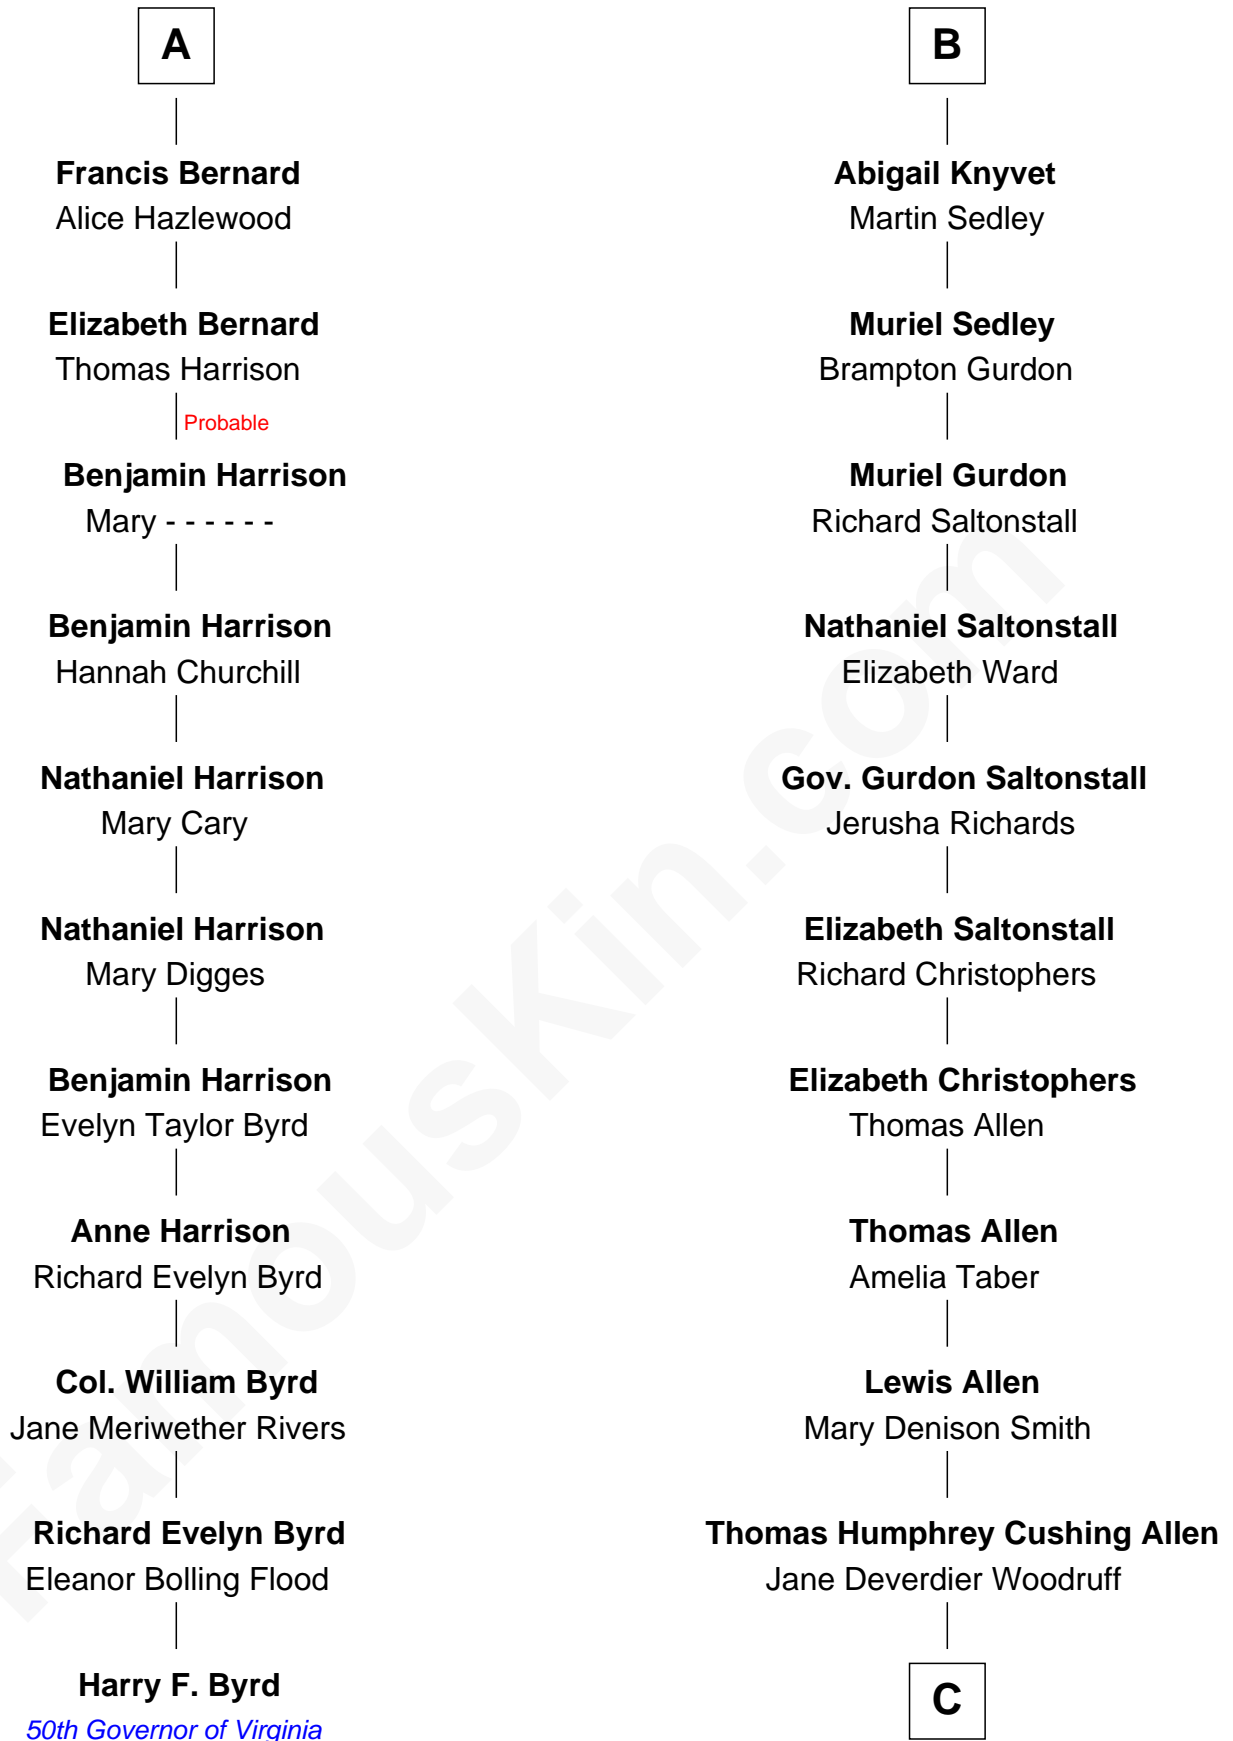 A
Francis Bernard
Alice Hazlewood
Elizabeth Bernard
Thomas Harrison
Probable
Benjamin Harrison
Mary - - - - - -
Benjamin Harrison
Hannah Churchill
Nathaniel Harrison
Mary Cary
Nathaniel Harrison
Mary Digges
Benjamin Harrison
Evelyn Taylor Byrd
Anne Harrison
Richard Evelyn Byrd
Col. William Byrd
Jane Meriwether Rivers
Richard Evelyn Byrd
Eleanor Bolling Flood
Harry F. Byrd
50th Governor of Virginia
B
Abigail Knyvet
Martin Sedley
Muriel Sedley
Brampton Gurdon
Muriel Gurdon
Richard Saltonstall
Nathaniel Saltonstall
Elizabeth Ward
Gov. Gurdon Saltonstall
Jerusha Richards
Elizabeth Saltonstall
Richard Christophers
Elizabeth Christophers
Thomas Allen
Thomas Allen
Amelia Taber
Lewis Allen
Mary Denison Smith
Thomas Humphrey Cushing Allen
Jane Deverdier Woodruff
C
FamousKin.com